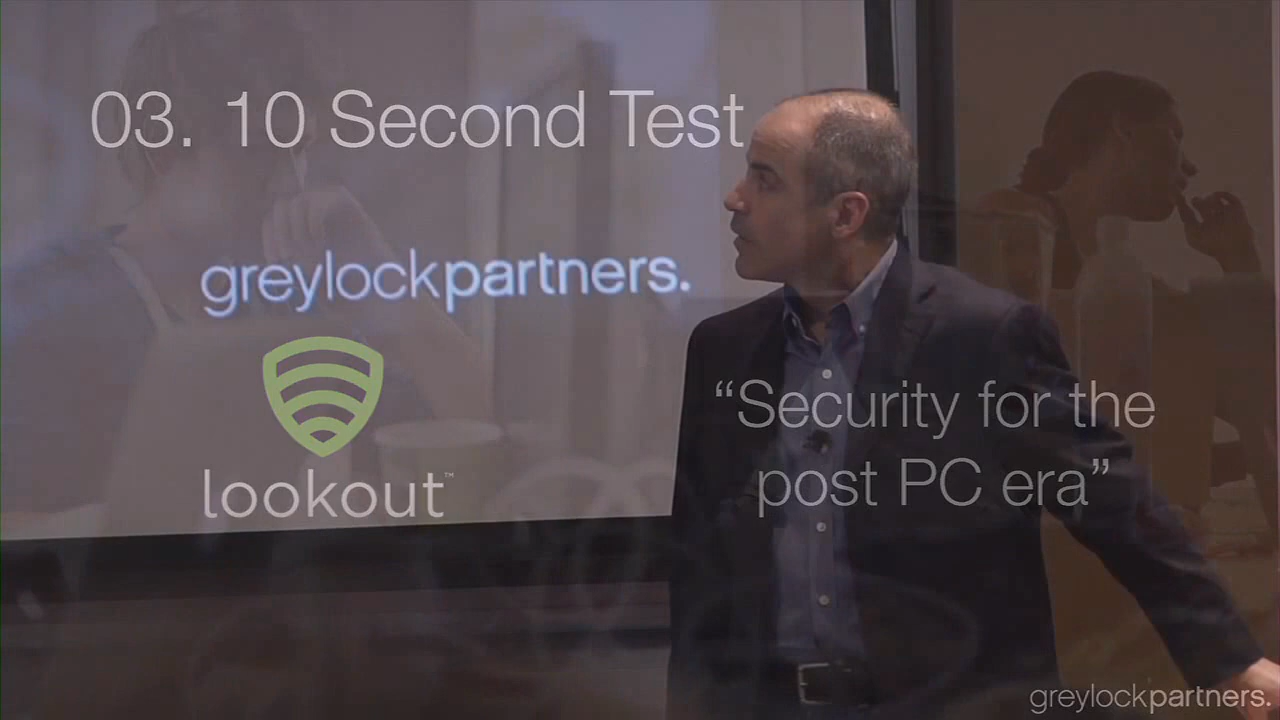 03. 10 Second Test
greylockpartners.
lookout™
“Security for the
post PC era”
greylockpartners.